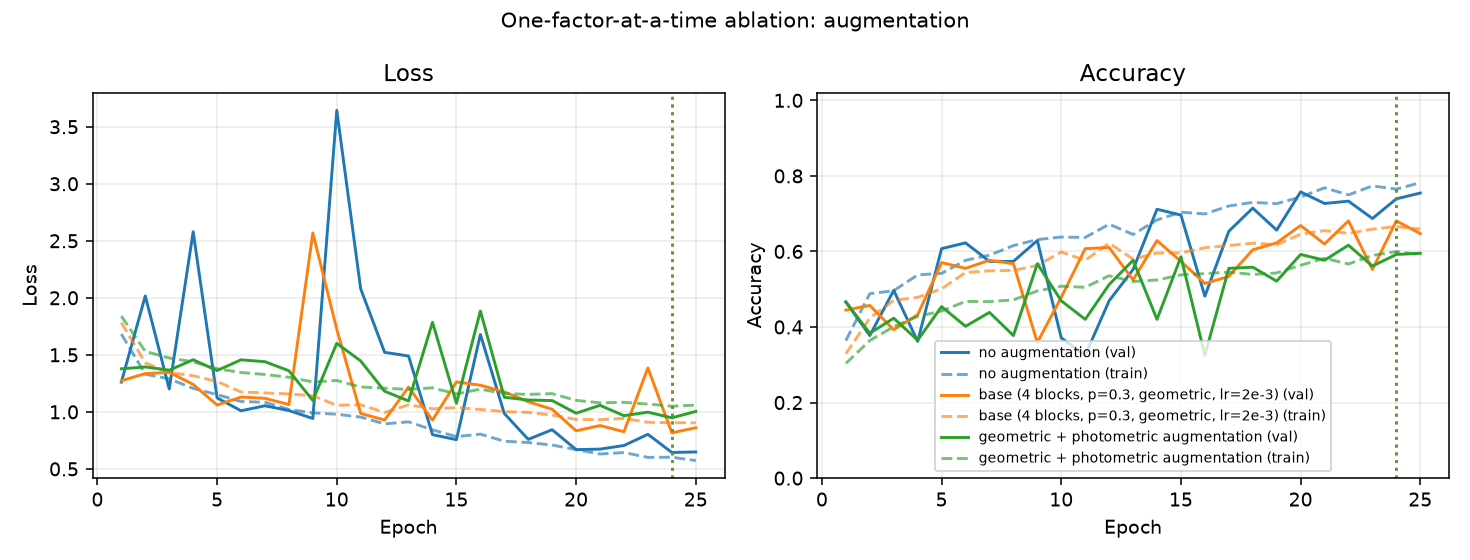 One-factor-at-a-time ablation: augmentation
Loss
3.5
3.0
2.5
2.0
1.5
1.0
0.5
Loss
0 5 10 15 20 25
Epoch
Accuracy
1.0
0.8
0.6
0.4
0.2
0.0
Accuracy
no augmentation (val)
no augmentation (train)
base (4 blocks, p=0.3, geometric, lr=2e-3) (val)
base (4 blocks, p=0.3, geometric, lr=2e-3) (train)
geometric + photometric augmentation (val)
geometric + photometric augmentation (train)
0 5 10 15 20 25
Epoch